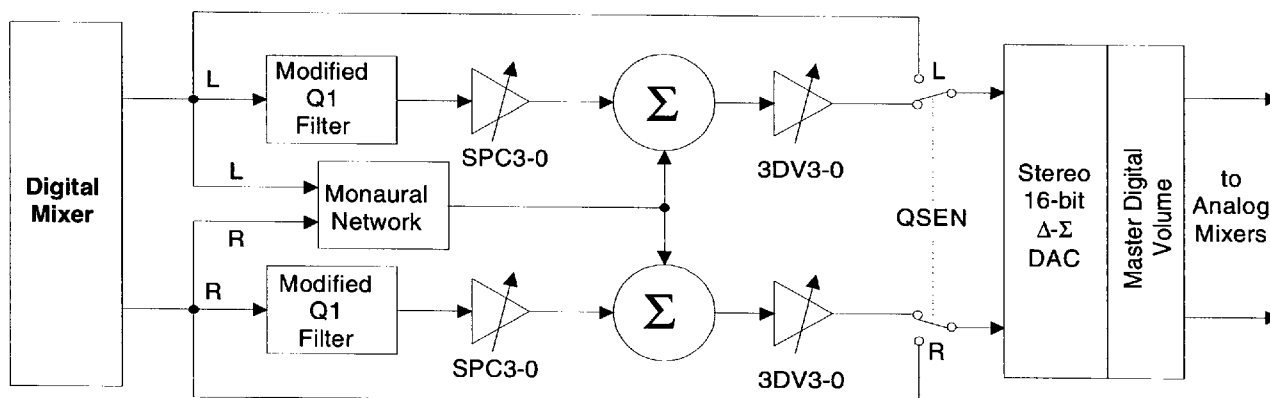 Digital
Mixer
L
Modified
Q1
Filter
SPC3-0
Σ
3DV3-0
L
L
Monaural
Network
R
QSEN
R
Modified
Q1
Filter
SPC3-0
Σ
3DV3-0
R
Stereo
16-bit
Δ-Σ
DAC
Master Digital
Volume
to
Analog
Mixers